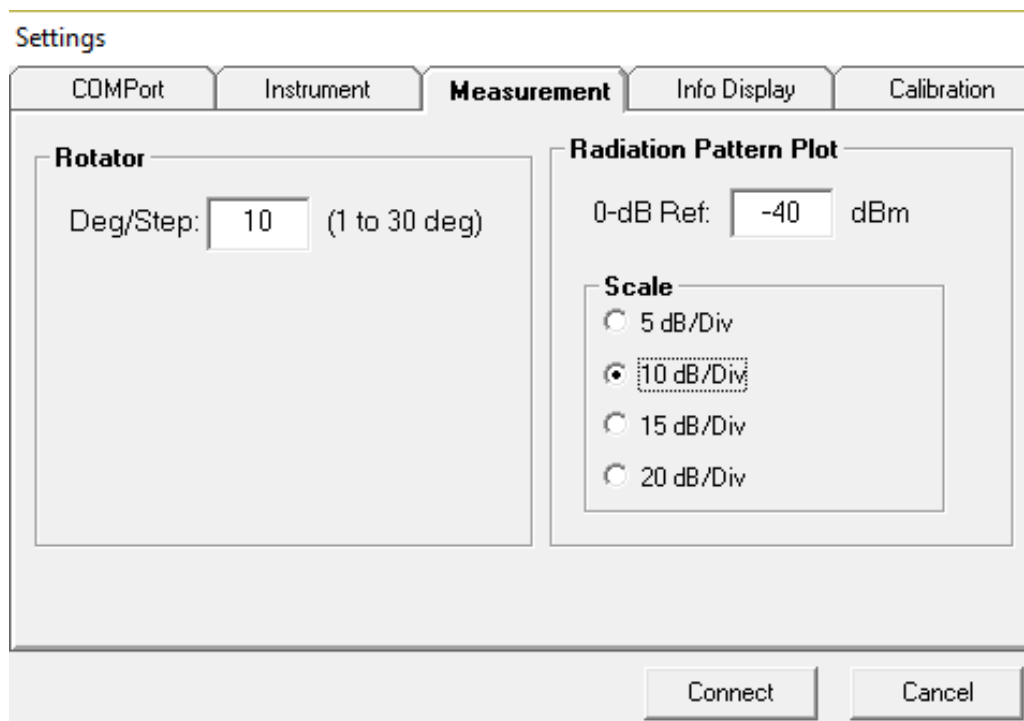 Settings
COMPort Instrument Measurement Info Display Calibration
Rotator
Deg/Step: 10 (1 to 30 deg)
Radiation Pattern Plot
0-dB Ref: -40 dBm
Scale
5 dB/Div
10 dB/Div
15 dB/Div
20 dB/Div
Connect Cancel